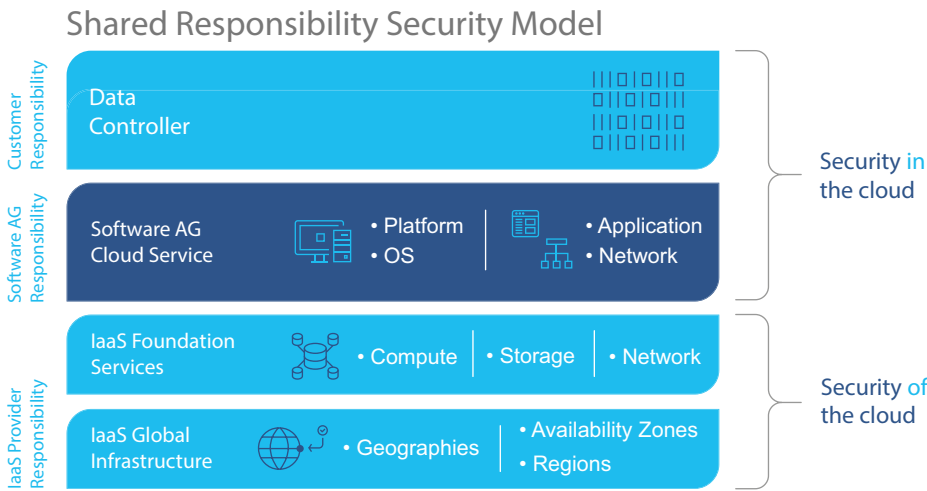 Shared Responsibility Security Model
Customer
Responsibility
Data
Controller
Security in
the cloud
Software AG
Responsibility
Software AG
Cloud Service
• Platform
• OS
• Application
• Network
IaaS Provider
Responsibility
IaaS Foundation
Services
• Compute
• Storage
• Network
Security of
the cloud
IaaS Global
Infrastructure
• Geographies
• Availability Zones
• Regions